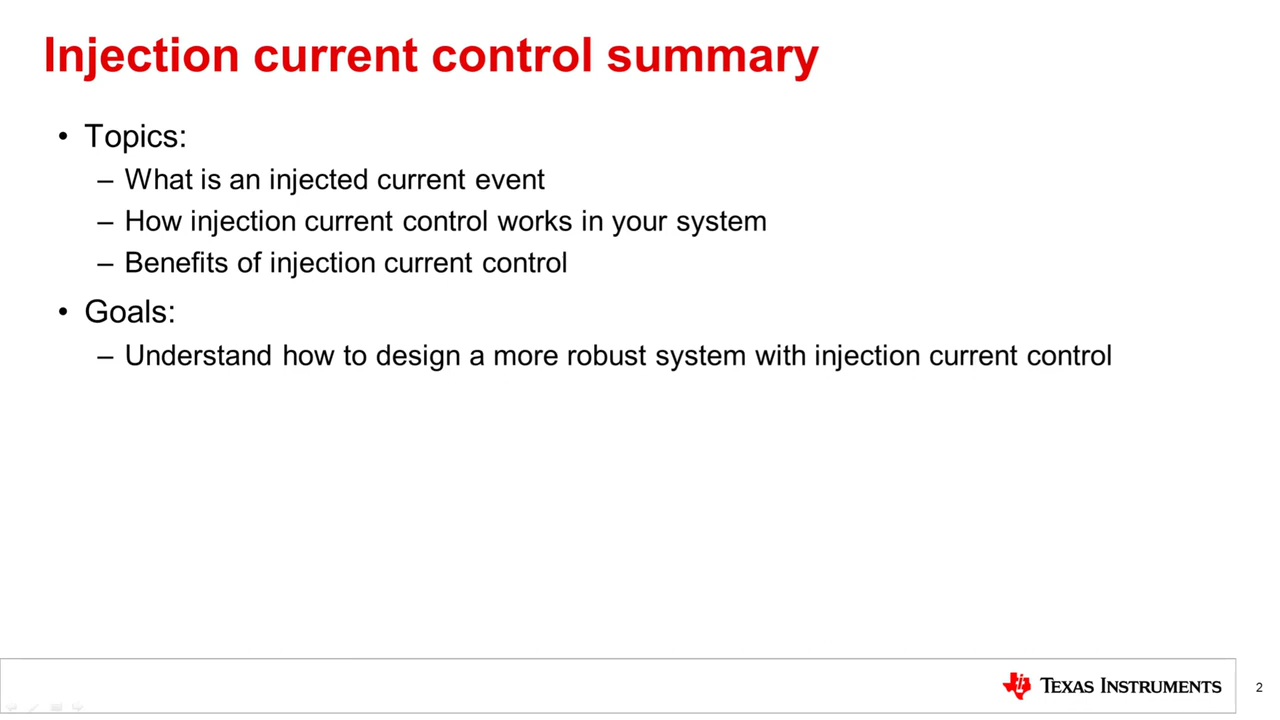 Injection current control summary
• Topics:
– What is an injected current event
– How injection current control works in your system
– Benefits of injection current control
• Goals:
– Understand how to design a more robust system with injection current control
TEXAS INSTRUMENTS
2